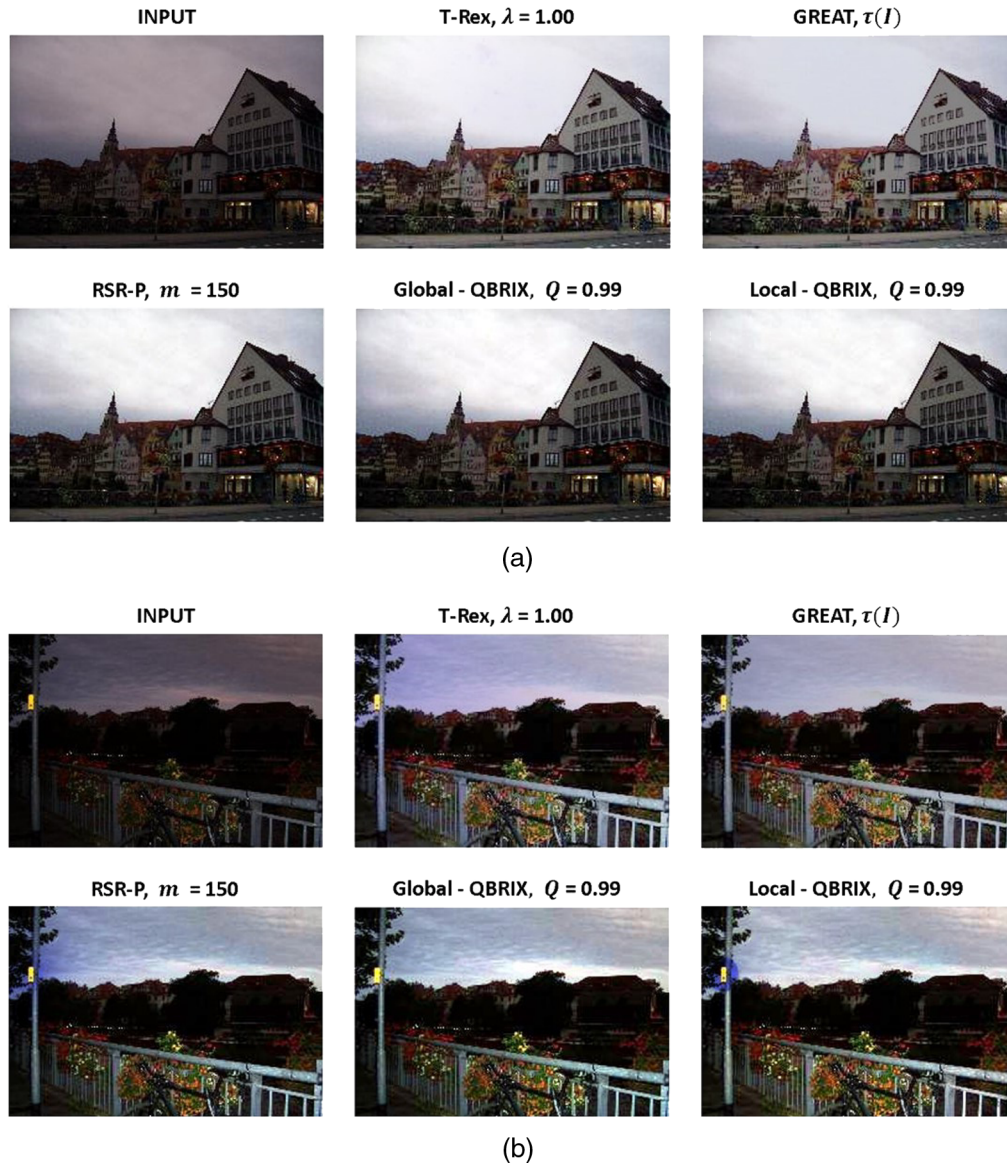 INPUT
T-Rex, λ = 1.00
GREAT, τ(I)
RSR-P, m = 150
Global - QBRIX, Q = 0.99
Local - QBRIX, Q = 0.99
(a)
INPUT
T-Rex, λ = 1.00
GREAT, τ(I)
RSR-P, m = 150
Global - QBRIX, Q = 0.99
Local - QBRIX, Q = 0.99
(b)